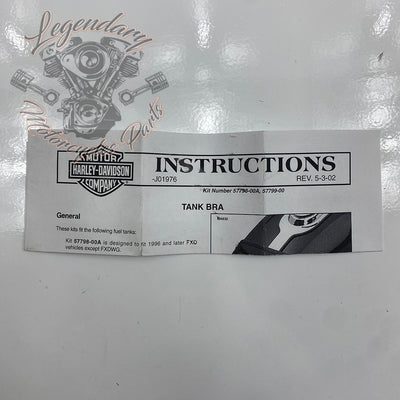 Legendary
Motorcycle Parts
MOTOR
HARLEY-DAVIDSON
COMPANY
INSTRUCTIONS
-J01976
REV. 5-3-02
Kit Number 57798-00A, 57799-00
TANK BRA
General
These kits fit the following fuel tanks:
Kit 57798-00A is designed to fit 1996 and later FXD
vehicles except FXDWG.